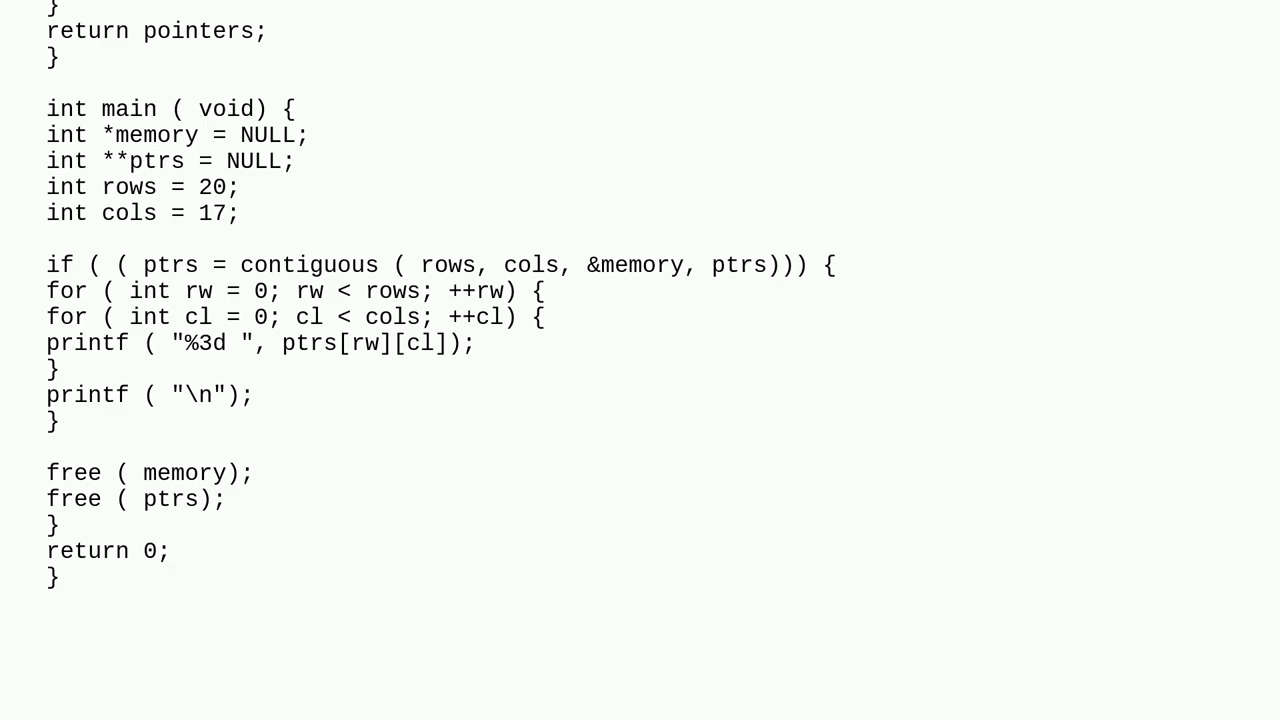 }
return pointers;
}
int main ( void) {
int *memory = NULL;
int **ptrs = NULL;
int rows = 20;
int cols = 17;
if ( ( ptrs = contiguous ( rows, cols, &memory, ptrs))) {
for ( int rw = 0; rw < rows; ++rw) {
for ( int cl = 0; cl < cols; ++cl) {
printf ( "%3d ", ptrs[rw][cl]);
}
printf ( "\n");
}
free ( memory);
free ( ptrs);
}
return 0;
}